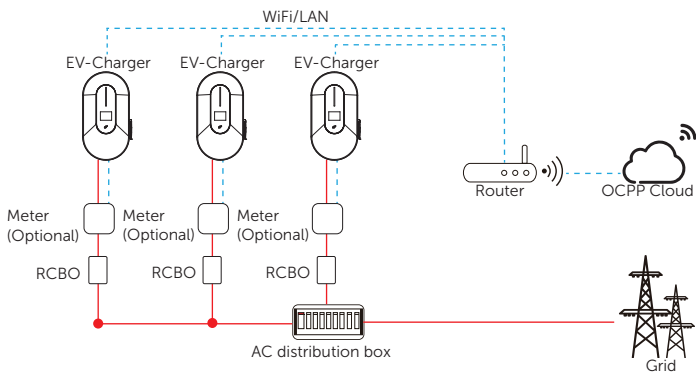 WiFi/LAN
EV-Charger
EV-Charger
EV-Charger
Router
OCPP Cloud
Meter
(Optional)
Meter
(Optional)
Meter
(Optional)
RCBO
RCBO
RCBO
AC distribution box
Grid